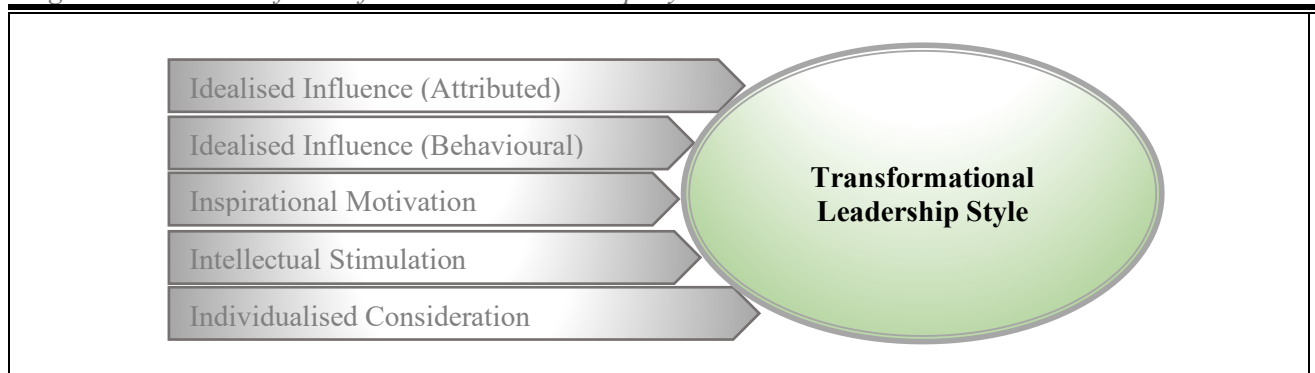 Idealised Influence (Attributed)
Idealised Influence (Behavioural)
Inspirational Motivation
Intellectual Stimulation
Individualised Consideration
Transformational
Leadership Style